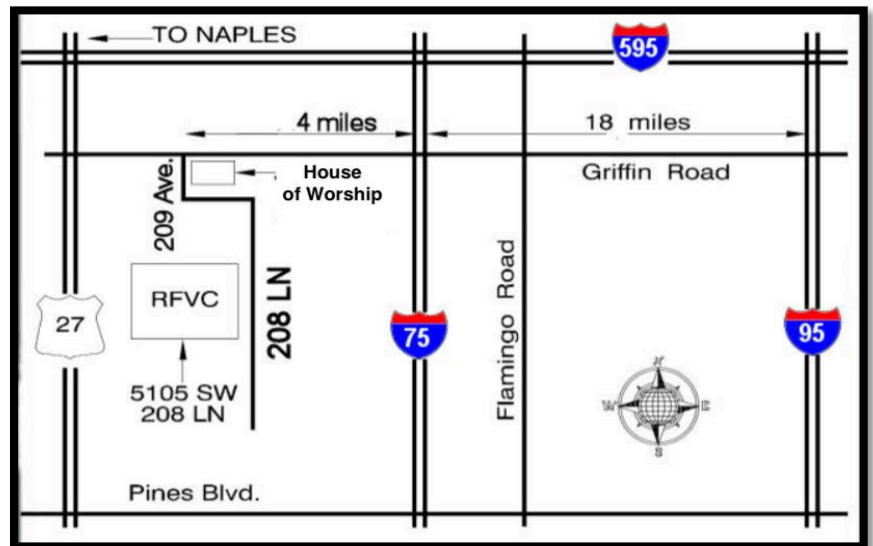 TO NAPLES
595
4 miles
18 miles
209 Ave.
House
of Worship
Griffin Road
RFVC
208 LN
27
75
Flamingo Road
95
5105 SW
208 LN
N
W
E
S
Pines Blvd.